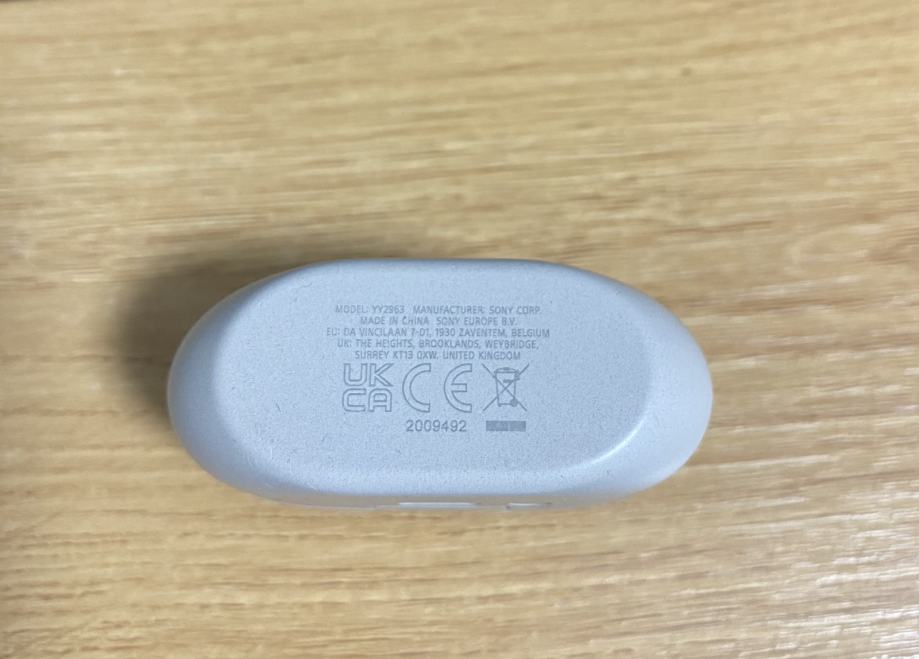 MODEL: YY2963 MANUFACTURER: SONY CORP.
MADE IN CHINA SONY EUROPE B.V.
EU: DA VINCILAAN 7-D1, 1930 ZAVENTEM, BELGIUM
UK: THE HEIGHTS, BROOKLANDS, WEYBRIDGE,
SURREY KT13 0XW, UNITED KINGDOM
UK
CA CE
2009492